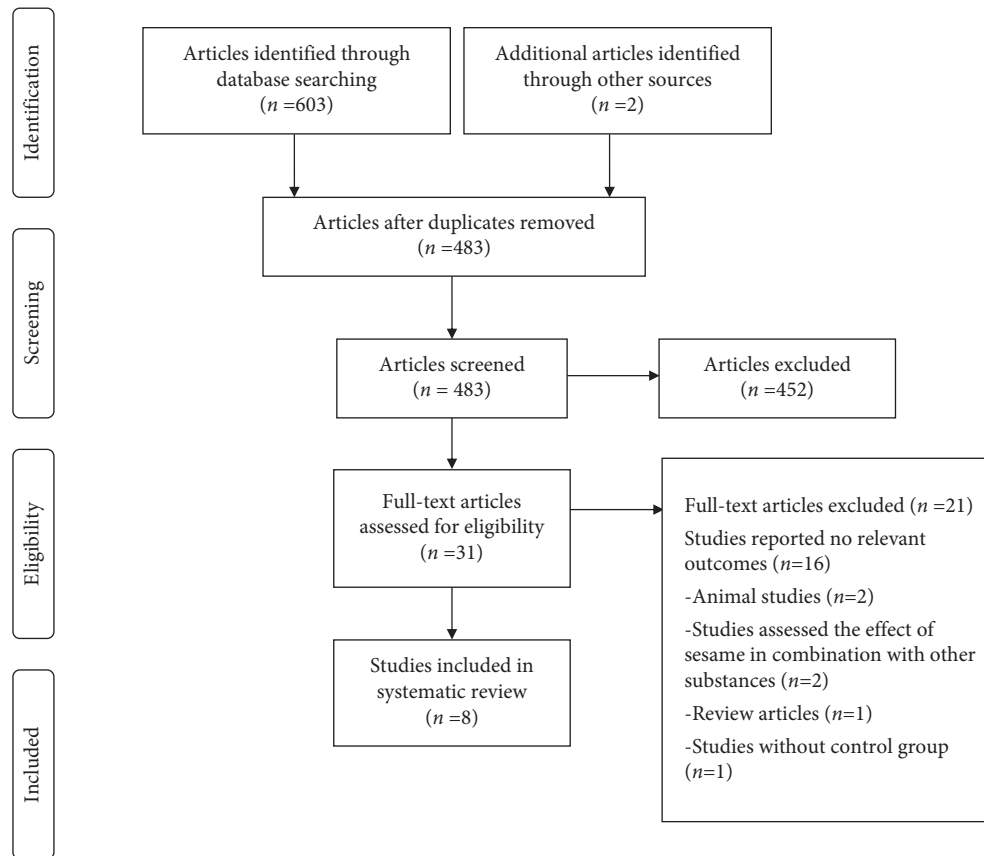 Identification
Articles identified through
database searching
(n =603)
Additional articles identified
through other sources
(n =2)
Articles after duplicates removed
(n =483)
Screening
Articles screened
(n = 483)
Articles excluded
(n =452)
Eligibility
Full-text articles
assessed for eligibility
(n =31)
Full-text articles excluded (n =21)
Studies reported no relevant
outcomes (n=16)
-Animal studies (n=2)
-Studies assessed the effect of
sesame in combination with other
substances (n=2)
-Review articles (n=1)
-Studies without control group
(n=1)
Included
Studies included in
systematic review
(n =8)